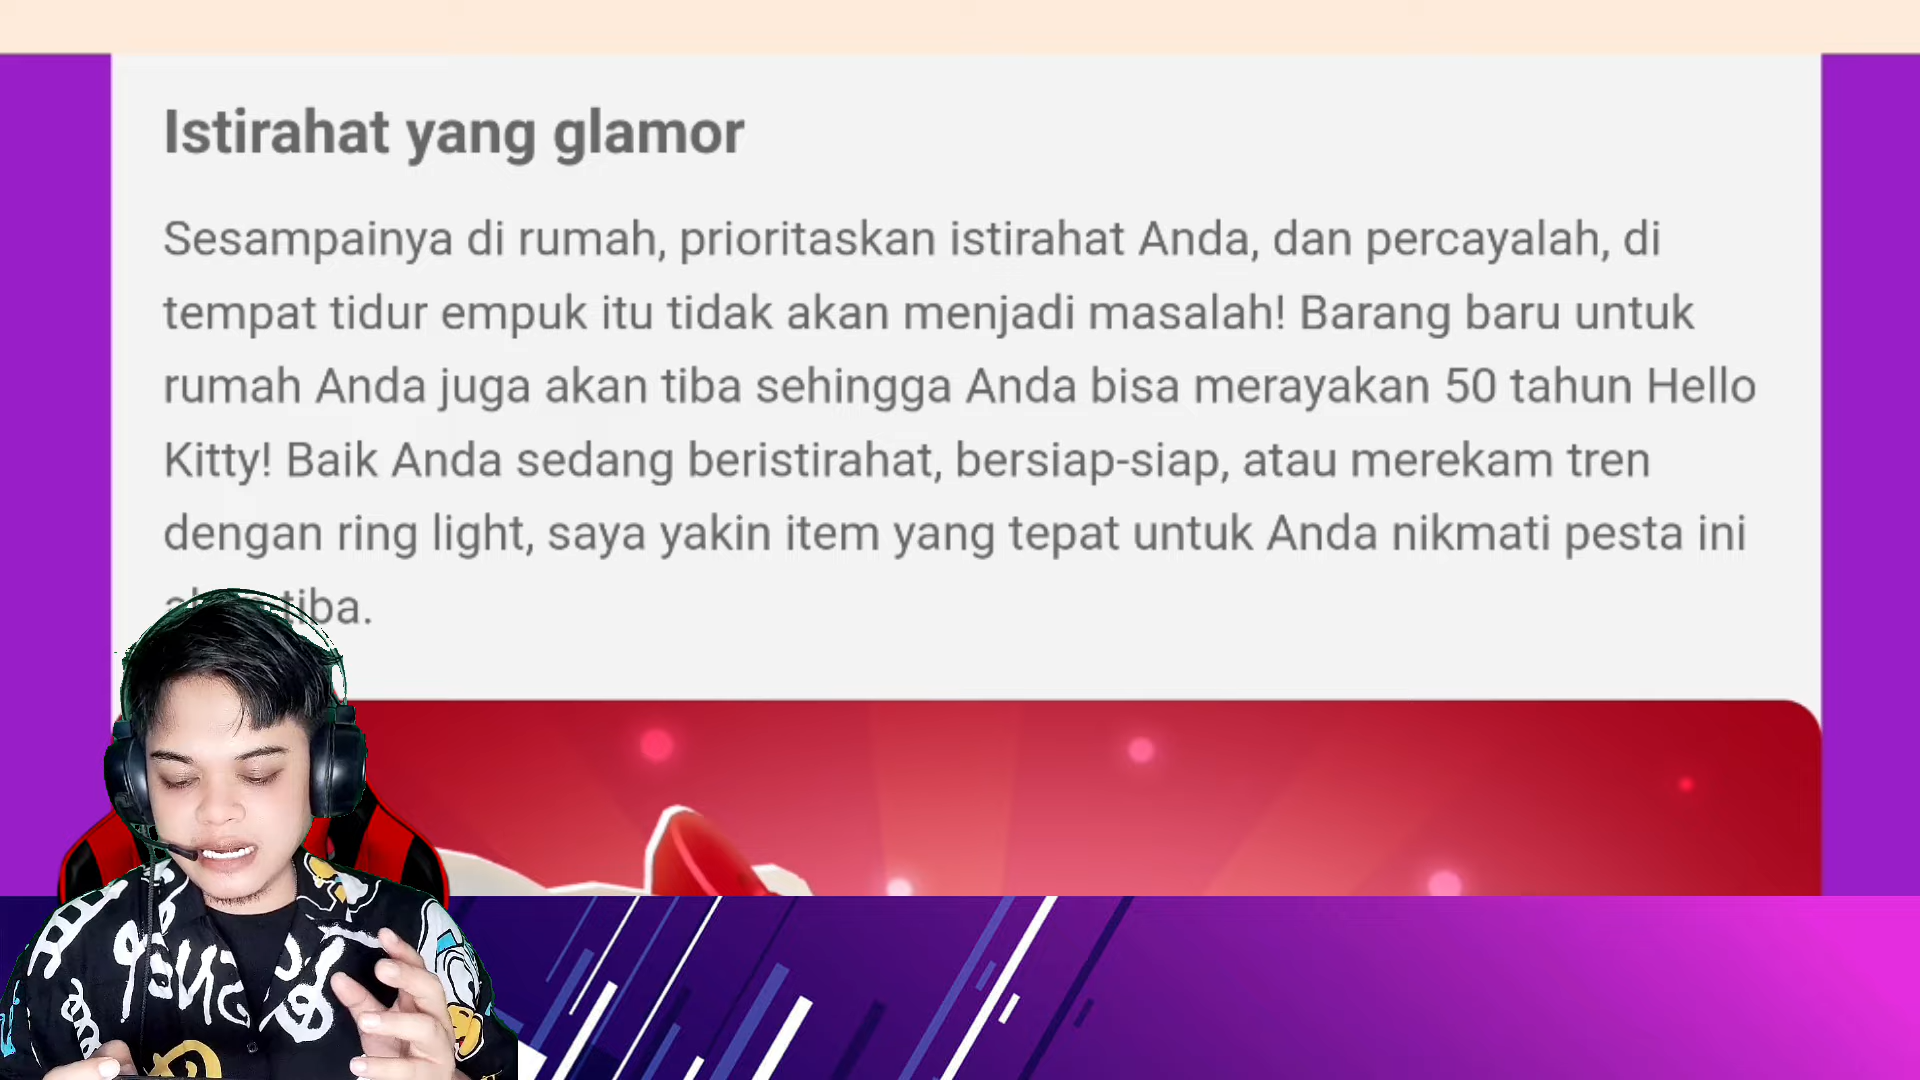 Istirahat yang glamor
Sesampainya di rumah, prioritaskan istirahat Anda, dan percayalah, di
tempat tidur empuk itu tidak akan menjadi masalah! Barang baru untuk
rumah Anda juga akan tiba sehingga Anda bisa merayakan 50 tahun Hello
Kitty! Baik Anda sedang beristirahat, bersiap-siap, atau merekam tren
dengan ring light, saya yakin item yang tepat untuk Anda nikmati pesta ini
tiba.